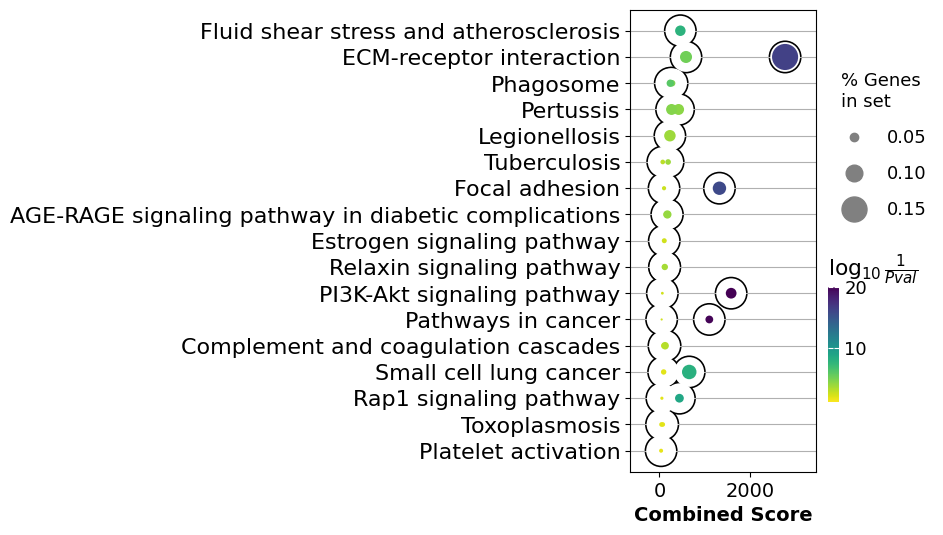 Fluid shear stress and atherosclerosis
ECM-receptor interaction
Phagosome
Pertussis
Legionellosis
Tuberculosis
Focal adhesion
AGE-RAGE signaling pathway in diabetic complications
Estrogen signaling pathway
Relaxin signaling pathway
PI3K-Akt signaling pathway
Pathways in cancer
Complement and coagulation cascades
Small cell lung cancer
Rap1 signaling pathway
Toxoplasmosis
Platelet activation
0 2000
Combined Score
% Genes
in set
0.05
0.10
0.15
log10 1/Pval
20
10